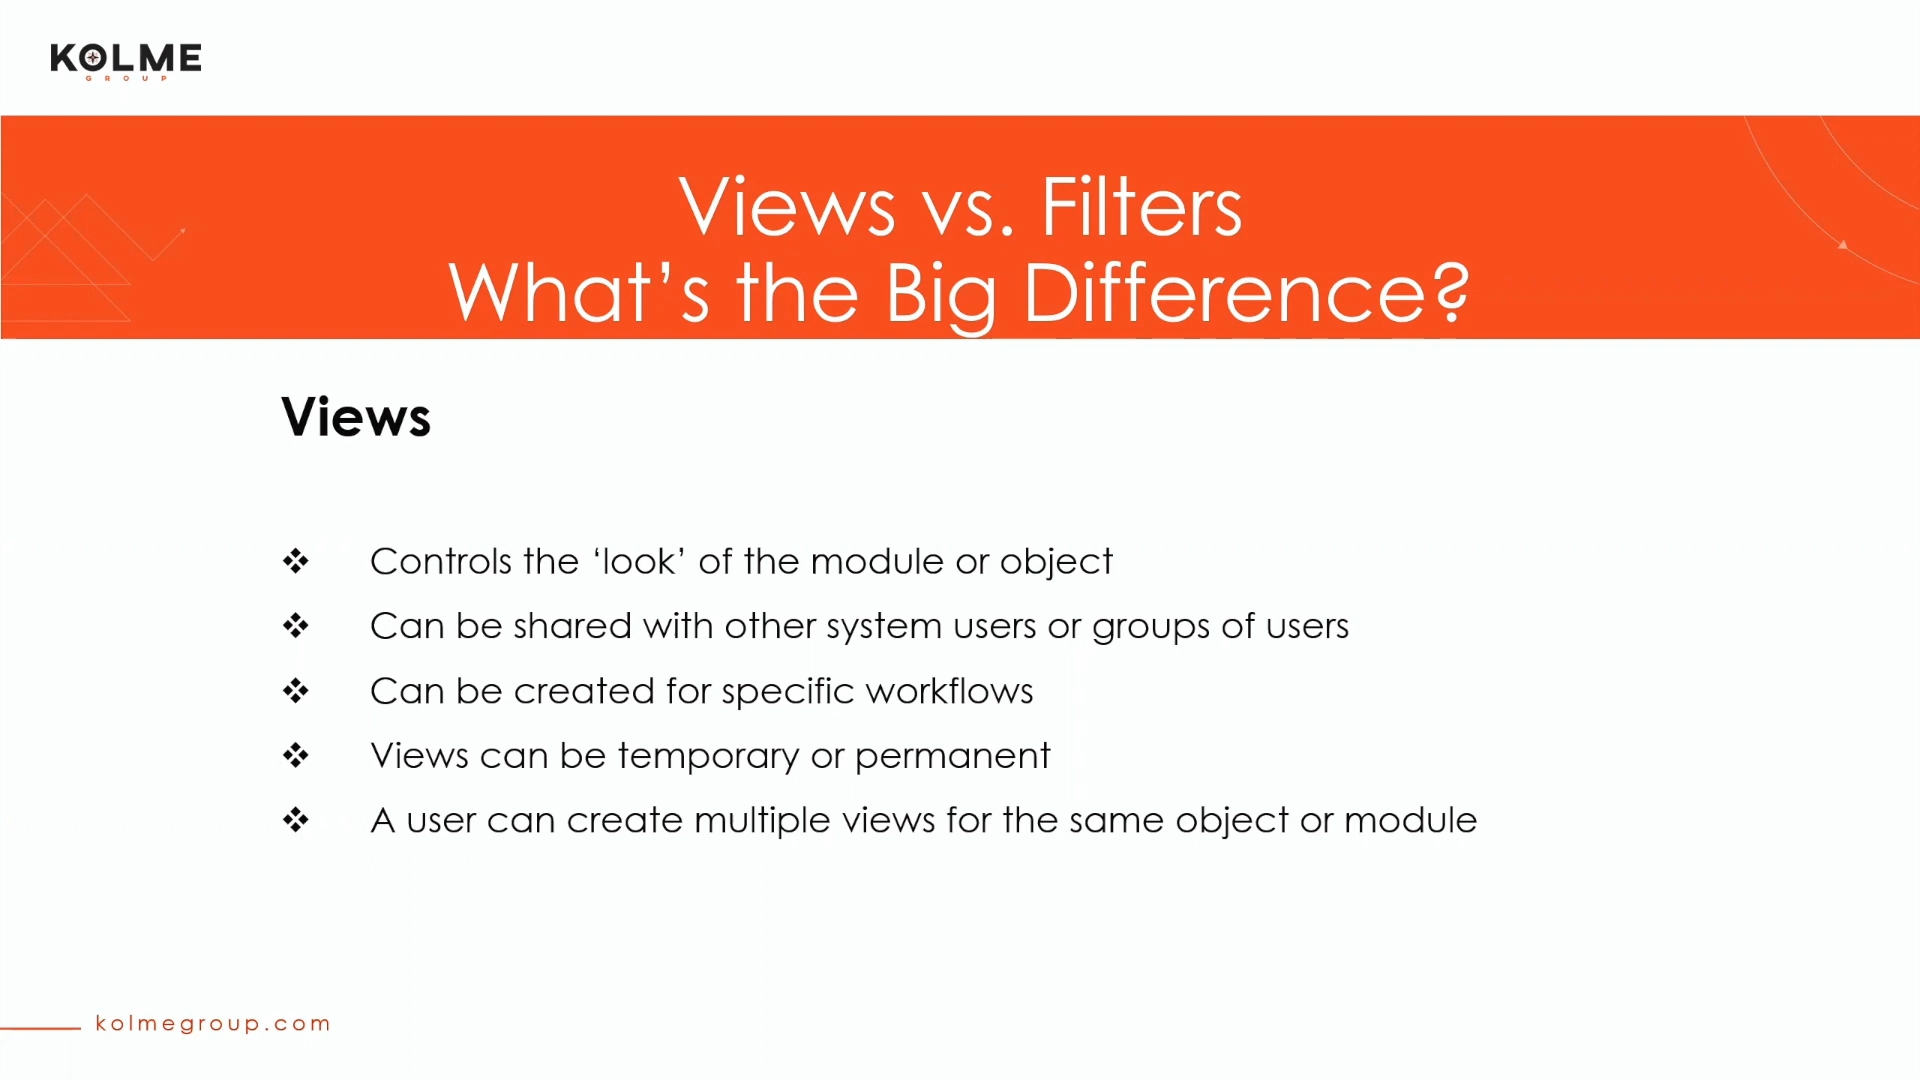 KOLME
GROUP
Views vs. Filters
What’s the Big Difference?
Views
❖ Controls the ‘look’ of the module or object
❖ Can be shared with other system users or groups of users
❖ Can be created for specific workflows
❖ Views can be temporary or permanent
❖ A user can create multiple views for the same object or module
kolmegroup.com